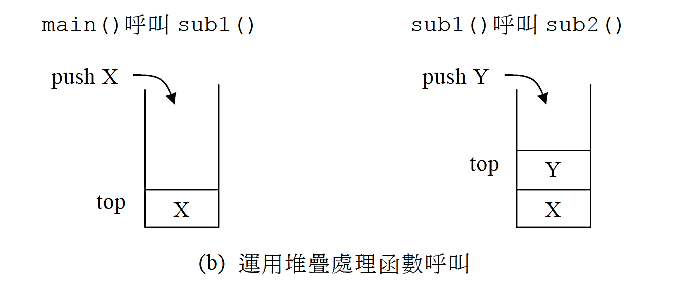 main()呼叫 sub1()
push X
top
X
sub1()呼叫 sub2()
push Y
top
Y
X
(b) 運用堆疊處理函數呼叫